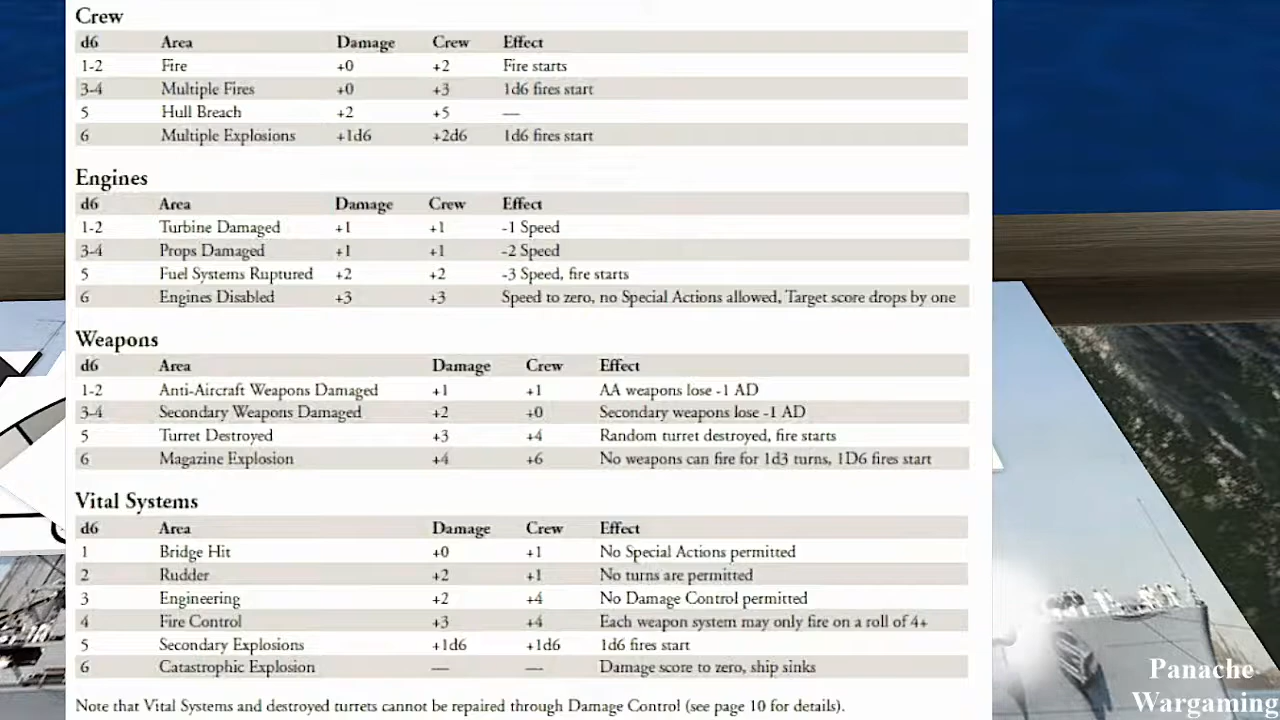 Crew
d6 Area Damage Crew Effect
1-2 Fire +0 +2 Fire starts
3-4 Multiple Fires +0 +3 1d6 fires start
5 Hull Breach +2 +5 —
6 Multiple Explosions +1d6 +2d6 1d6 fires start
Engines
d6 Area Damage Crew Effect
1-2 Turbine Damaged +1 +1 -1 Speed
3-4 Props Damaged +1 +1 -2 Speed
5 Fuel Systems Ruptured +2 +2 -3 Speed, fire starts
6 Engines Disabled +3 +3 Speed to zero, no Special Actions allowed, Target score drops by one
Weapons
d6 Area Damage Crew Effect
1-2 Anti-Aircraft Weapons Damaged +1 +1 AA weapons lose -1 AD
3-4 Secondary Weapons Damaged +2 +0 Secondary weapons lose -1 AD
5 Turret Destroyed +3 +4 Random turret destroyed, fire starts
6 Magazine Explosion +4 +6 No weapons can fire for 1d3 turns, 1D6 fires start
Vital Systems
d6 Area Damage Crew Effect
1 Bridge Hit +0 +1 No Special Actions permitted
2 Rudder +2 +1 No turns are permitted
3 Engineering +2 +4 No Damage Control permitted
4 Fire Control +3 +4 Each weapon system may only fire on a roll of 4+
5 Secondary Explosions +1d6 +1d6 1d6 fires start
6 Catastrophic Explosion — — Damage score to zero, ship sinks
Note that Vital Systems and destroyed turrets cannot be repaired through Damage Control (see page 10 for details).
Panache
Wargaming